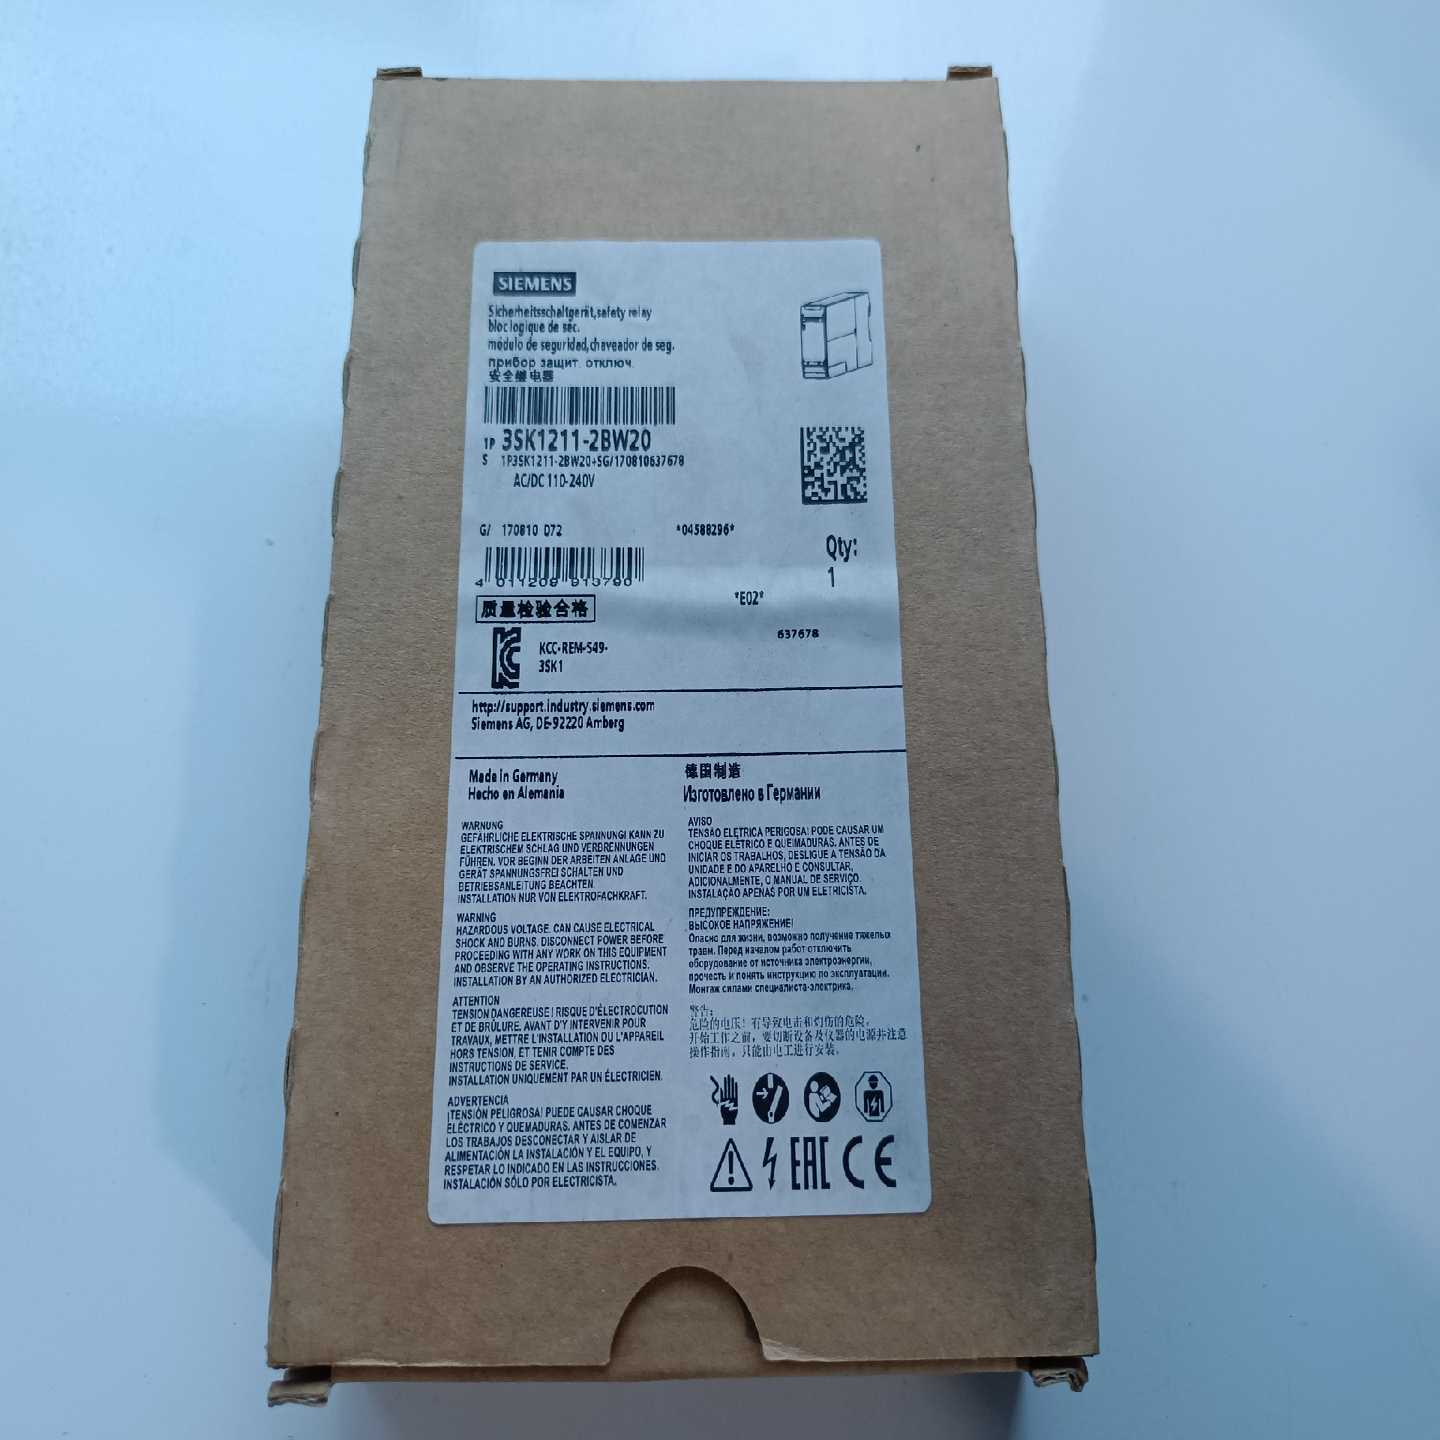 SIEMENS
Sicherheitsschaltgerät,safety relay
bloc logique de séc.
módulo de seguridad,chaveador de seg.
прибор защит. отключ.
安全继电器
1P 3SK1211-2BW20
S 1P3SK1211-2BW20+SG/170810637678
AC/DC 110-240V
G/ 170810 D72 *04588296*
Qty:
1
4 011209 913790
*E02*
质量检验合格
637678
KCC-REM-S49-
3SK1
http://support.industry.siemens.com
Siemens AG, DE-92220 Amberg
Made in Germany
Hecho en Alemania
德国制造
Изготовлено в Германии
WARNUNG
GEFÄHRLICHE ELEKTRISCHE SPANNUNG! KANN ZU
ELEKTRISCHEM SCHLAG UND VERBRENNUNGEN
FÜHREN. VOR BEGINN DER ARBEITEN ANLAGE UND
GERÄT SPANNUNGSFREI SCHALTEN UND
BETRIEBSANLEITUNG BEACHTEN.
INSTALLATION NUR VON ELEKTROFACHKRAFT.
WARNING
HAZARDOUS VOLTAGE. CAN CAUSE ELECTRICAL
SHOCK AND BURNS. DISCONNECT POWER BEFORE
PROCEEDING WITH ANY WORK ON THIS EQUIPMENT
AND OBSERVE THE OPERATING INSTRUCTIONS.
INSTALLATION BY AN AUTHORIZED ELECTRICIAN.
ATTENTION
TENSION DANGEREUSE ! RISQUE D'ÉLECTROCUTION
ET DE BRÛLURE. AVANT D'Y INTERVENIR POUR
TRAVAUX, METTRE L'INSTALLATION OU L'APPAREIL
HORS TENSION, ET TENIR COMPTE DES
INSTRUCTIONS DE SERVICE.
INSTALLATION UNIQUEMENT PAR UN ÉLECTRICIEN.
ADVERTENCIA
¡TENSIÓN PELIGROSA! PUEDE CAUSAR CHOQUE
ELÉCTRICO Y QUEMADURAS. ANTES DE COMENZAR
LOS TRABAJOS DESCONECTAR Y AISLAR DE
ALIMENTACIÓN LA INSTALACIÓN Y EL EQUIPO, Y
RESPETAR LO INDICADO EN LAS INSTRUCCIONES.
INSTALACIÓN SÓLO POR ELECTRICISTA.
AVISO
TENSÃO ELÉTRICA PERIGOSA! PODE CAUSAR UM
CHOQUE ELÉTRICO E QUEIMADURAS. ANTES DE
INICIAR OS TRABALHOS, DESLIGUE A TENSÃO DA
UNIDADE E DO APARELHO E CONSULTAR,
ADICIONALMENTE, O MANUAL DE SERVIÇO.
INSTALAÇÃO APENAS POR UM ELETRICISTA.
ПРЕДУПРЕЖДЕНИЕ:
ВЫСОКОЕ НАПРЯЖЕНИЕ!
Опасно для жизни, возможно получение тяжелых
травм. Перед началом работ отключить
оборудование от источника электроэнергии,
прочесть и понять инструкцию по эксплуатации.
Монтаж силами специалиста-электрика.
警告:
危险的电压! 有导致电击和灼伤的危险。
开始工作之前, 要切断设备及仪器的电源并注意
操作指南, 只能由电工进行安装。
EAC CE